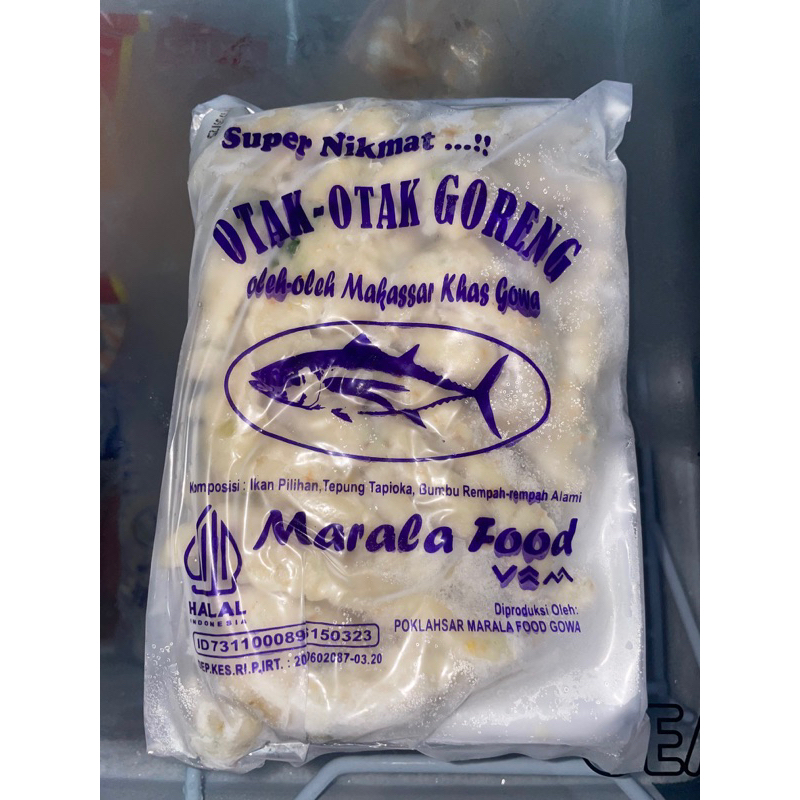 Super Nikmat ...!!
OTAK-OTAK GORENG
oleh-oleh Makassar Khas Gowa
Komposisi : Ikan Pilihan,Tepung Tapioka, Bumbu Rempah-rempah Alami
Marala Food
HALAL
INDONESIA
Diproduksi Oleh:
POKLAHSAR MARALA FOOD GOWA